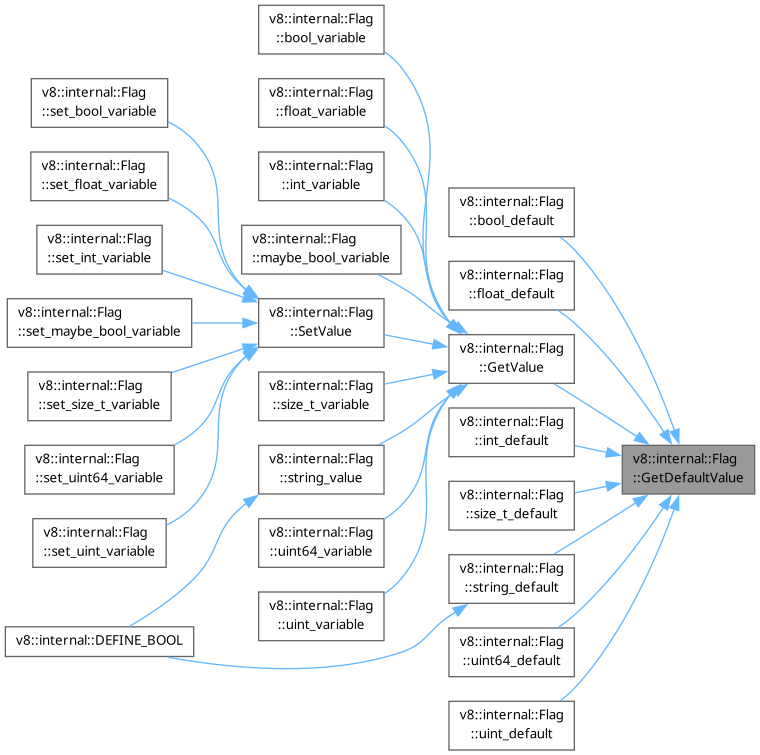 v8::internal::Flag
::bool_variable
v8::internal::Flag
::set_bool_variable
v8::internal::Flag
::float_variable
v8::internal::Flag
::set_float_variable
v8::internal::Flag
::int_variable
v8::internal::Flag
::bool_default
v8::internal::Flag
::set_int_variable
v8::internal::Flag
::maybe_bool_variable
v8::internal::Flag
::float_default
v8::internal::Flag
::set_maybe_bool_variable
v8::internal::Flag
::SetValue
v8::internal::Flag
::GetValue
v8::internal::Flag
::set_size_t_variable
v8::internal::Flag
::size_t_variable
v8::internal::Flag
::int_default
v8::internal::Flag
::set_uint64_variable
v8::internal::Flag
::string_value
v8::internal::Flag
::GetDefaultValue
v8::internal::Flag
::size_t_default
v8::internal::Flag
::set_uint_variable
v8::internal::Flag
::uint64_variable
v8::internal::Flag
::string_default
v8::internal::Flag
::uint_variable
v8::internal::DEFINE_BOOL
v8::internal::Flag
::uint64_default
v8::internal::Flag
::uint_default